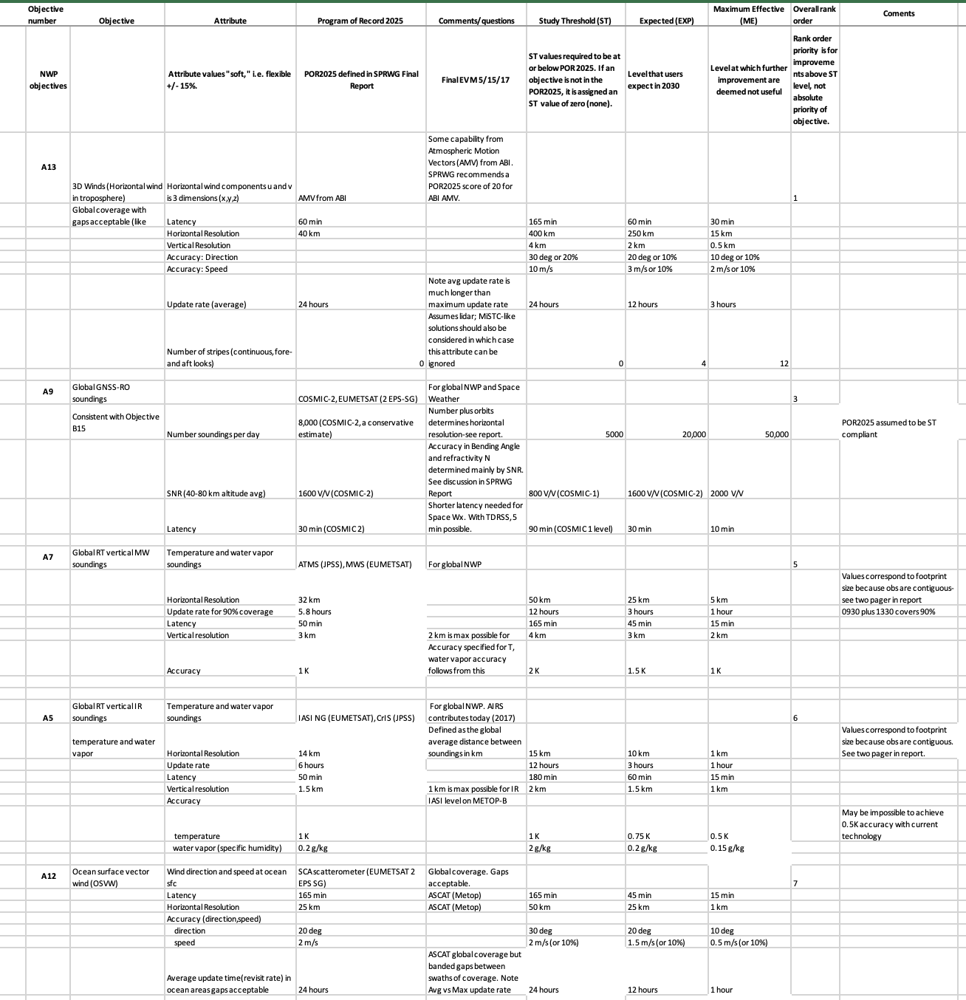 Objective number	Objective	Attribute	Program of Record 2025	Comments/questions	Study Threshold (ST)	Expected (EXP)	Maximum Effective (ME)	Overall rank order	Coments
NWP objectives	Attribute values "soft," i.e. flexible +/- 15%.	POR2025 defined in SPRWG Final Report	Final EVM 5/15/17	ST values required to be at or below POR 2025. If an objective is not in the POR2025, it is assigned an ST value of zero (none).	Level that users expect in 2030	Level at which further improvement are deemed not useful	Rank order priority is for improvements above ST level, not absolute priority of objective.
A13	3D Winds (Horizontal wind in troposphere)	Horizontal wind components u and v is 3 dimensions (x,y,z)	AMV from ABI	Some capability from Atmospheric Motion Vectors (AMV) from ABI. SPRWG recommends a POR2025 score of 20 for ABI AMV.	1
Global coverage with gaps acceptable (like	Latency	60 min	165 min	60 min	30 min
Horizontal Resolution	40 km	400 km	250 km	15 km
Vertical Resolution	4 km	2 km	0.5 km
Accuracy: Direction	30 deg or 20%	20 deg or 10%	10 deg or 10%
Accuracy: Speed	10 m/s	3 m/s or 10%	2 m/s or 10%
Update rate (average)	24 hours	Note avg update rate is much longer than maximum update rate	24 hours	12 hours	3 hours
Number of stripes (continuous, fore- and aft looks)	0	Assumes lidar; MiSTC-like solutions should also be considered in which case this attribute can be ignored	0	4	12
A9	Global GNSS-RO soundings	COSMIC-2, EUMETSAT (2 EPS-SG)	For global NWP and Space Weather	3
Consistent with Objective B15	Number soundings per day	8,000 (COSMIC-2, a conservative estimate)	Number plus orbits determines horizontal resolution-see report.	5000	20,000	50,000	POR2025 assumed to be ST compliant
SNR (40-80 km altitude avg)	1600 V/V (COSMIC-2)	Accuracy in Bending Angle and refractivity N determined mainly by SNR. See discussion in SPRWG Report	800 V/V (COSMIC-1)	1600 V/V (COSMIC-2)	2000 V/V
Latency	30 min (COSMIC 2)	Shorter latency needed for Space Wx. With TDRSS, 5 min possible.	90 min (COSMIC 1 level)	30 min	10 min
A7	Global RT vertical MW soundings	Temperature and water vapor soundings	ATMS (JPSS), MWS (EUMETSAT)	For global NWP	5
Horizontal Resolution	32 km	50 km	25 km	5 km	Values correspond to footprint size because obs are contiguous- see two pager in report
Update rate for 90% coverage	5.8 hours	12 hours	3 hours	1 hour	0930 plus 1330 covers 90%
Latency	50 min	165 min	45 min	15 min
Vertical resolution	3 km	2 km is max possible for	4 km	3 km	2 km
Accuracy	1 K	Accuracy specified for T, water vapor accuracy follows from this	2 K	1.5 K	1 K
A5	Global RT vertical IR soundings	Temperature and water vapor soundings	IASI NG (EUMETSAT), CrIS (JPSS)	For global NWP. AIRS contributes today (2017)	6
temperature and water vapor	Horizontal Resolution	14 km	Defined as the global average distance between soundings in km	15 km	10 km	1 km	Values correspond to footprint size because obs are contiguous. See two pager in report.
Update rate	6 hours	12 hours	3 hours	1 hour
Latency	50 min	180 min	60 min	15 min
Vertical resolution	1.5 km	1 km is max possible for IR	2 km	1.5 km	1 km
Accuracy	IASI level on METOP-B
temperature	1 K	1 K	0.75 K	0.5 K	May be impossible to achieve 0.5K accuracy with current technology
water vapor (specific humidity)	0.2 g/kg	2 g/kg	0.2 g/kg	0.15 g/kg
A12	Ocean surface vector wind (OSVW)	Wind direction and speed at ocean sfc	SCA scatterometer (EUMETSAT 2 EPS SG)	Global coverage. Gaps acceptable.	7
Latency	165 min	ASCAT (Metop)	165 min	45 min	15 min
Horizontal Resolution	25 km	ASCAT (Metop)	50 km	25 km	1 km
Accuracy (direction,speed)
direction	20 deg	30 deg	20 deg	10 deg
speed	2 m/s	2 m/s (or 10%)	1.5 m/s (or 10%)	0.5 m/s (or 10%)
Average update time(revisit rate) in ocean areas gaps acceptable	24 hours	ASCAT global coverage but banded gaps between swaths of coverage. Note Avg vs Max update rate	24 hours	12 hours	1 hour